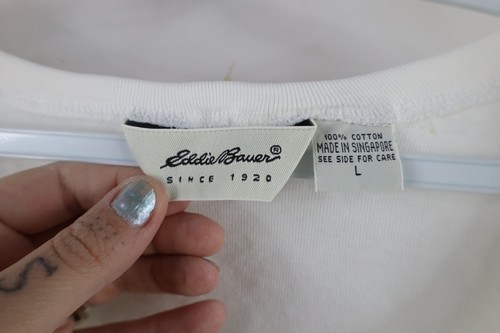 Eddie Bauer®
SINCE 1920
100% COTTON
MADE IN SINGAPORE
SEE SIDE FOR CARE
L